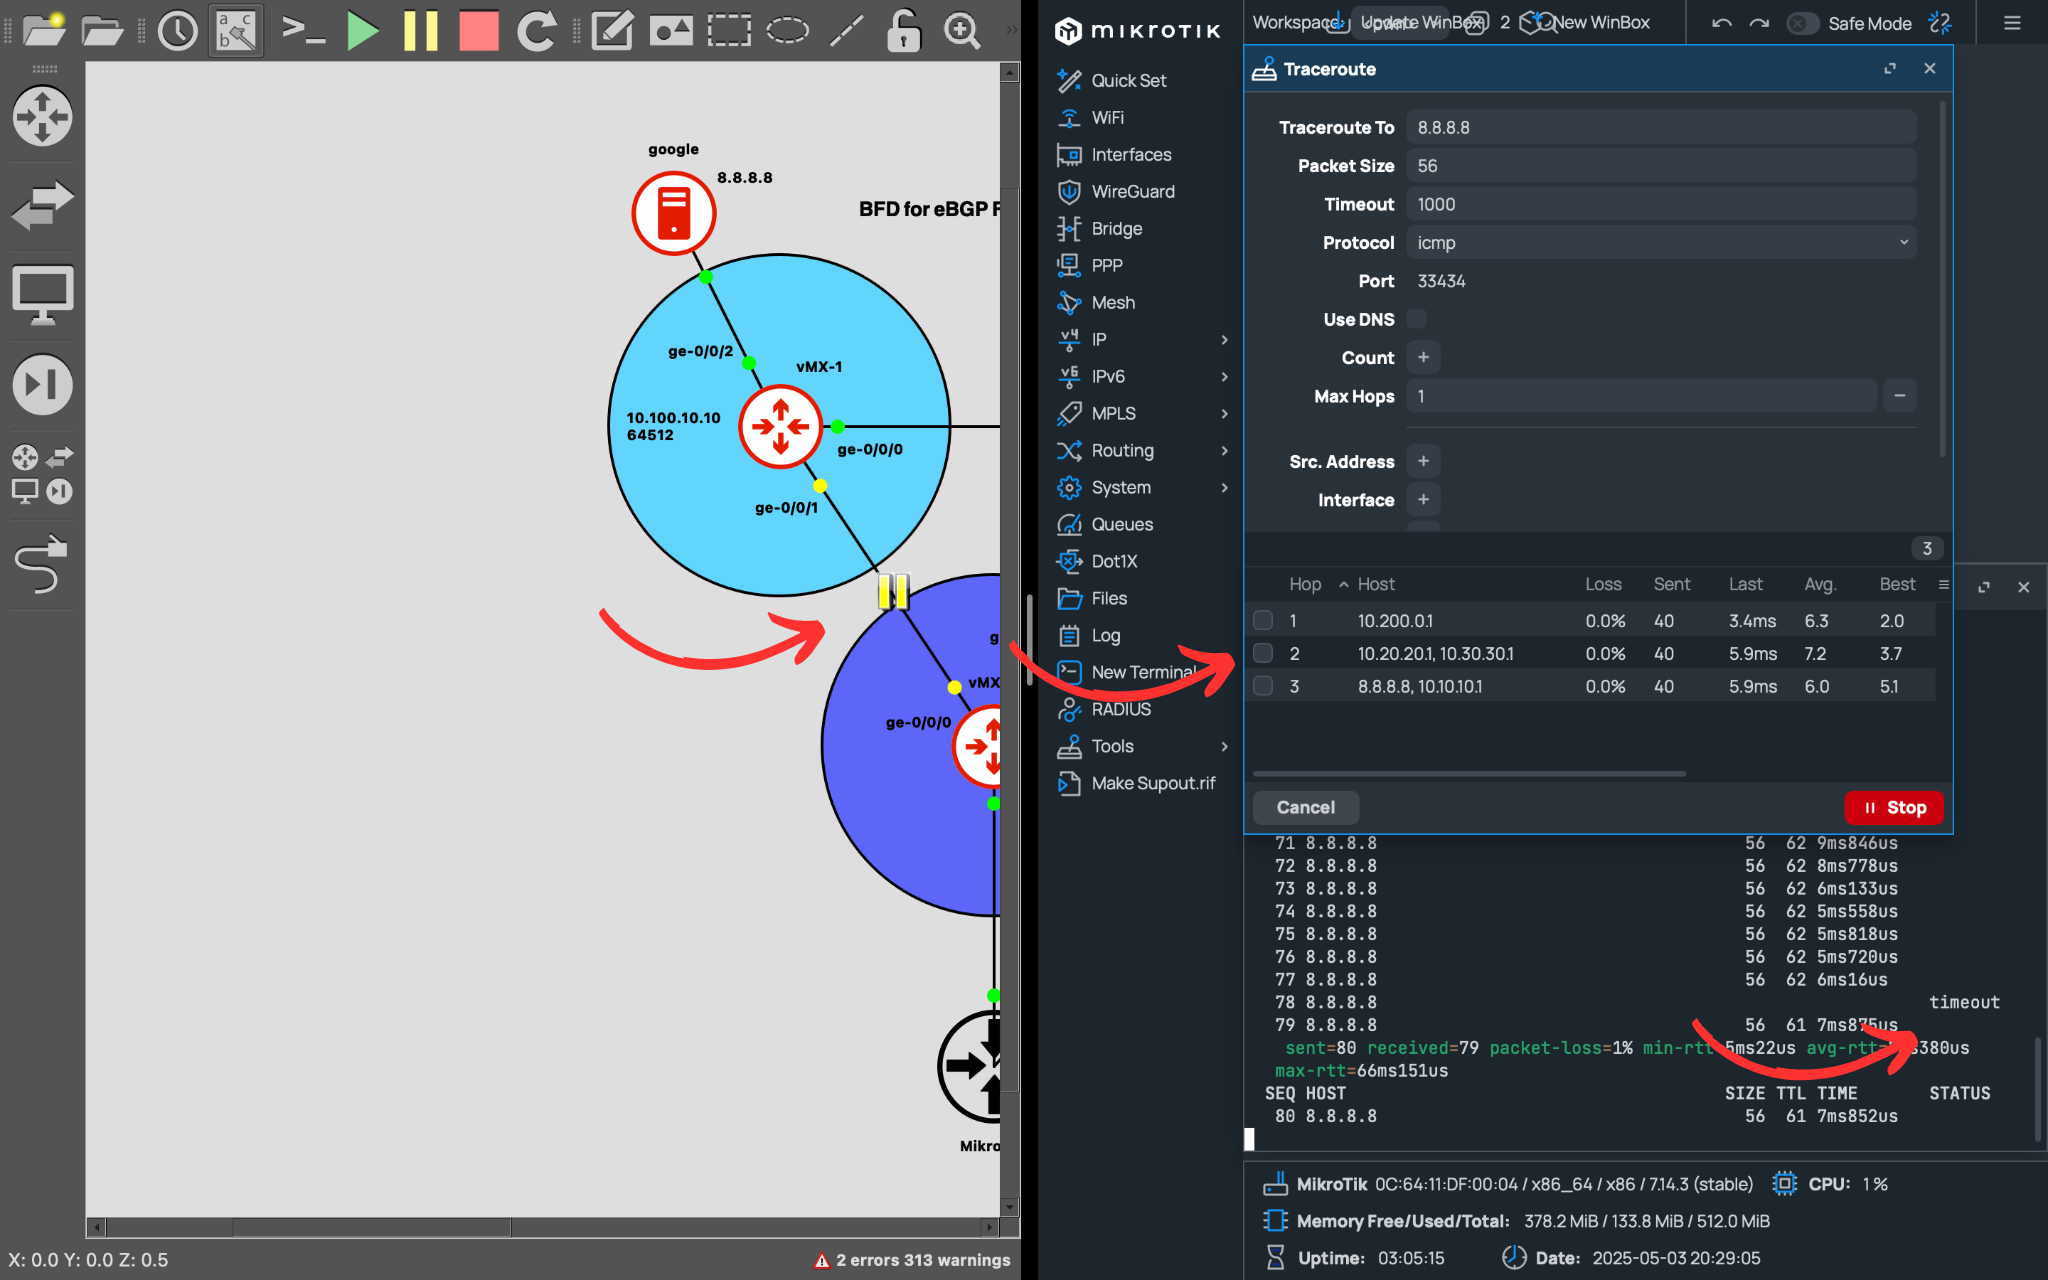 google
8.8.8.8
BFD for eBGP F
ge-0/0/2
vMX-1
10.100.10.10
64512
ge-0/0/0
ge-0/0/1
g
vMX
ge-0/0/0
Mikro
X: 0.0 Y: 0.0 Z: 0.5
2 errors 313 warnings
MikroTik
Quick Set
WiFi
Interfaces
WireGuard
Bridge
PPP
Mesh
IP
IPv6
MPLS
Routing
System
Queues
Dot1X
Files
Log
New Terminal
RADIUS
Tools
Make Supout.rif
Workspace: Update WinBox 2 New WinBox Safe Mode
Traceroute
Traceroute To 8.8.8.8
Packet Size 56
Timeout 1000
Protocol icmp
Port 33434
Use DNS
Count +
Max Hops 1 −
Src. Address +
Interface +
3
Hop Host Loss Sent Last Avg. Best
1 10.200.0.1 0.0% 40 3.4ms 6.3 2.0
2 10.20.20.1, 10.30.30.1 0.0% 40 5.9ms 7.2 3.7
3 8.8.8.8, 10.10.10.1 0.0% 40 5.9ms 6.0 5.1
Cancel Stop
71 8.8.8.8 56 62 9ms846us
72 8.8.8.8 56 62 8ms778us
73 8.8.8.8 56 62 6ms133us
74 8.8.8.8 56 62 5ms558us
75 8.8.8.8 56 62 5ms818us
76 8.8.8.8 56 62 5ms720us
77 8.8.8.8 56 62 6ms16us
78 8.8.8.8 timeout
79 8.8.8.8 56 61 7ms875us
sent=80 received=79 packet-loss=1% min-rtt=5ms22us avg-rtt= s380us
max-rtt=66ms151us
SEQ HOST SIZE TTL TIME STATUS
80 8.8.8.8 56 61 7ms852us
MikroTik 0C:64:11:DF:00:04 / x86_64 / x86 / 7.14.3 (stable) CPU: 1 %
Memory Free/Used/Total: 378.2 MiB / 133.8 MiB / 512.0 MiB
Uptime: 03:05:15 Date: 2025-05-03 20:29:05